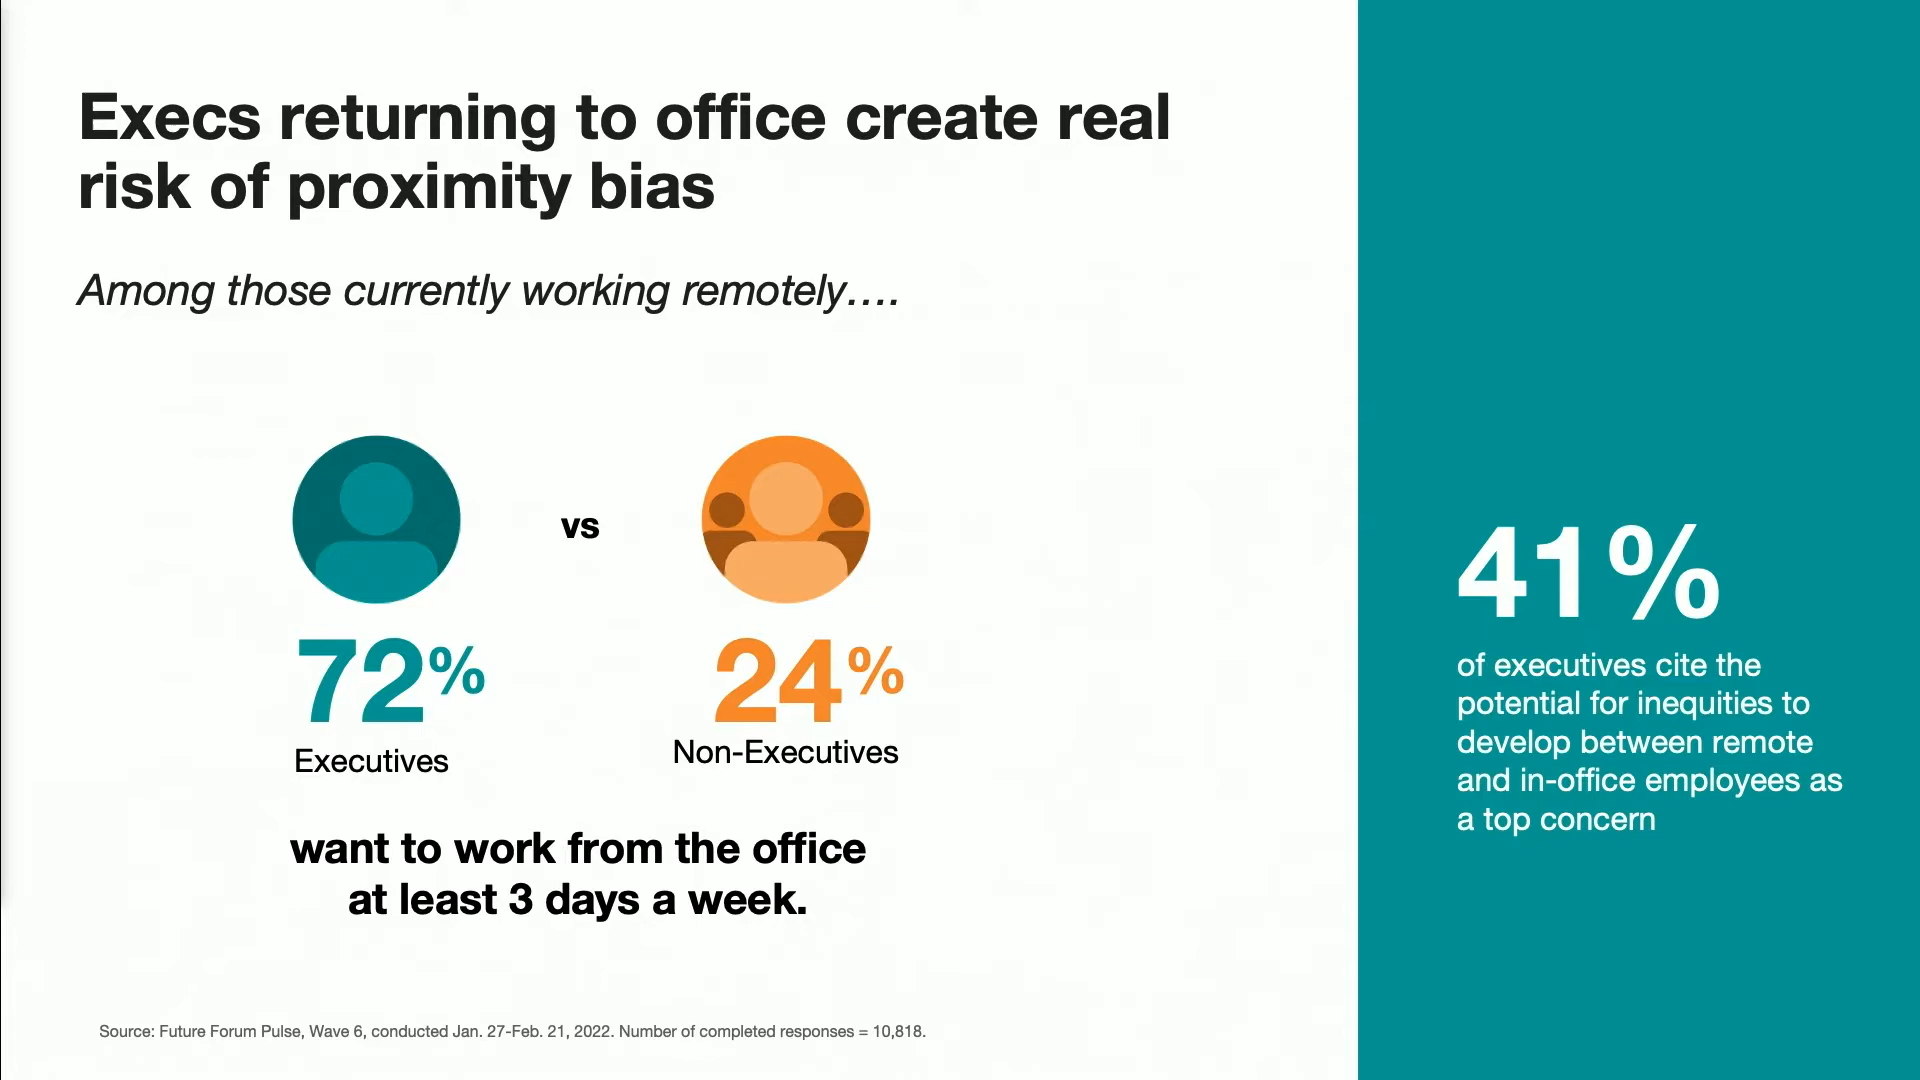 Execs returning to office create real
risk of proximity bias
Among those currently working remotely....
vs
72%
Executives
24%
Non-Executives
want to work from the office
at least 3 days a week.
Source: Future Forum Pulse, Wave 6, conducted Jan. 27-Feb. 21, 2022. Number of completed responses = 10,818.
41%
of executives cite the
potential for inequities to
develop between remote
and in-office employees as
a top concern